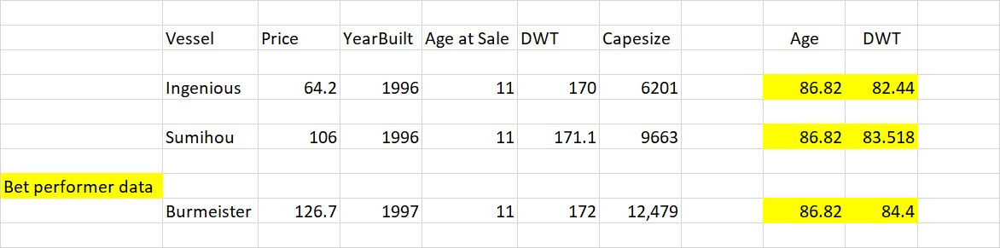 Vessel Price YearBuilt Age at Sale DWT Capesize Age DWT
Ingenious 64.2 1996 11 170 6201 86.82 82.44
Sumihou 106 1996 11 171.1 9663 86.82 83.518
Bet performer data
Burmeister 126.7 1997 11 172 12,479 86.82 84.4